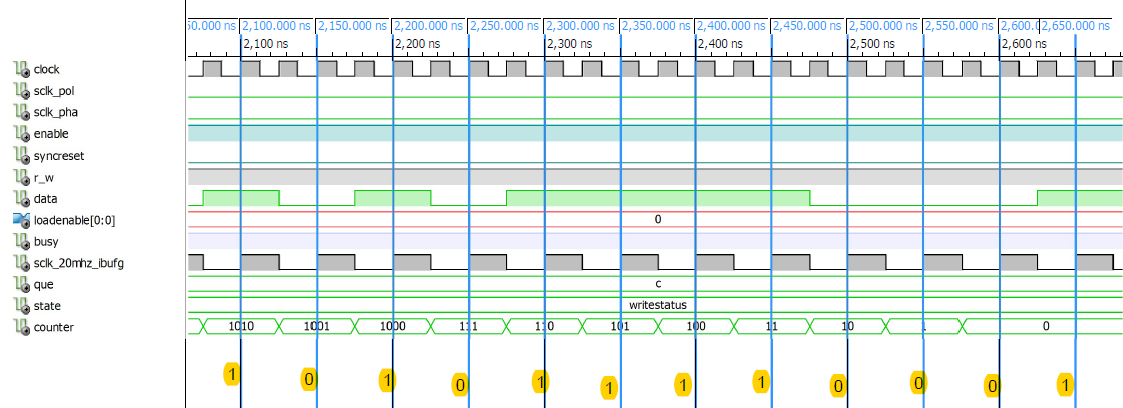 50.000 ns 2,100.000 ns 2,150.000 ns 2,200.000 ns 2,250.000 ns 2,300.000 ns 2,350.000 ns 2,400.000 ns 2,450.000 ns 2,500.000 ns 2,550.000 ns 2,600.0 2,650.000 ns
2,100 ns 2,200 ns 2,300 ns 2,400 ns 2,500 ns 2,600 ns
clock
sclk_pol
sclk_pha
enable
syncreset
r_w
data
loadenable[0:0] 0
busy
sclk_20mhz_ibufg
que c
state writestatus
counter 1010 1001 1000 111 110 101 100 11 10 0
1 0 1 0 1 1 1 1 0 0 0 1